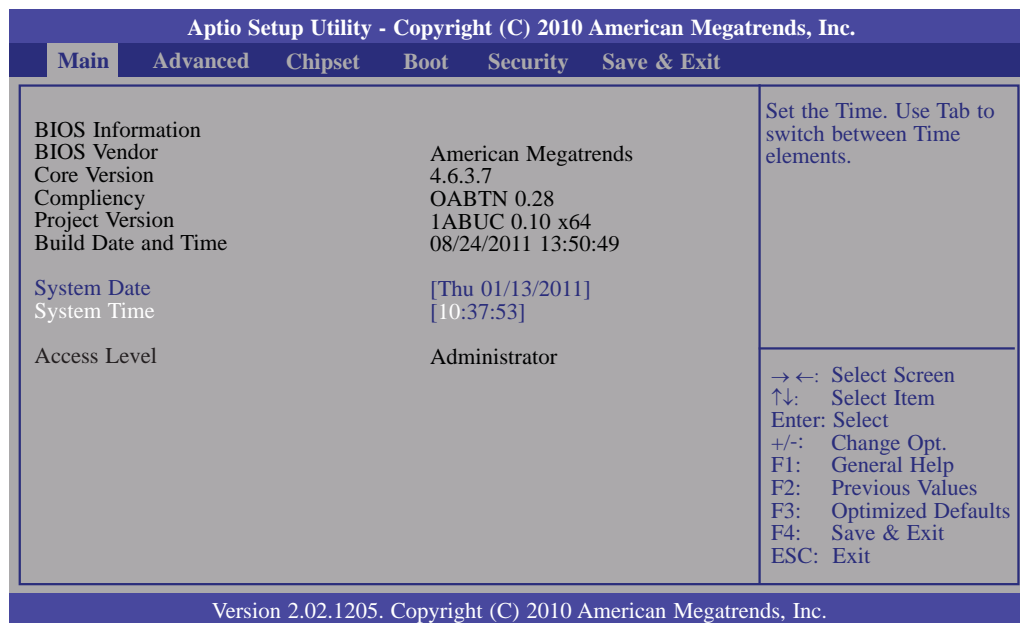 Aptio Setup Utility - Copyright (C) 2010 American Megatrends, Inc.
Main Advanced Chipset Boot Security Save & Exit
BIOS Information
BIOS Vendor American Megatrends
Core Version 4.6.3.7
Compliency OABTN 0.28
Project Version 1ABUC 0.10 x64
Build Date and Time 08/24/2011 13:50:49
System Date [Thu 01/13/2011]
System Time [10:37:53]
Access Level Administrator
Set the Time. Use Tab to
switch between Time
elements.
→←: Select Screen
↑↓: Select Item
Enter: Select
+/-: Change Opt.
F1: General Help
F2: Previous Values
F3: Optimized Defaults
F4: Save & Exit
ESC: Exit
Version 2.02.1205. Copyright (C) 2010 American Megatrends, Inc.